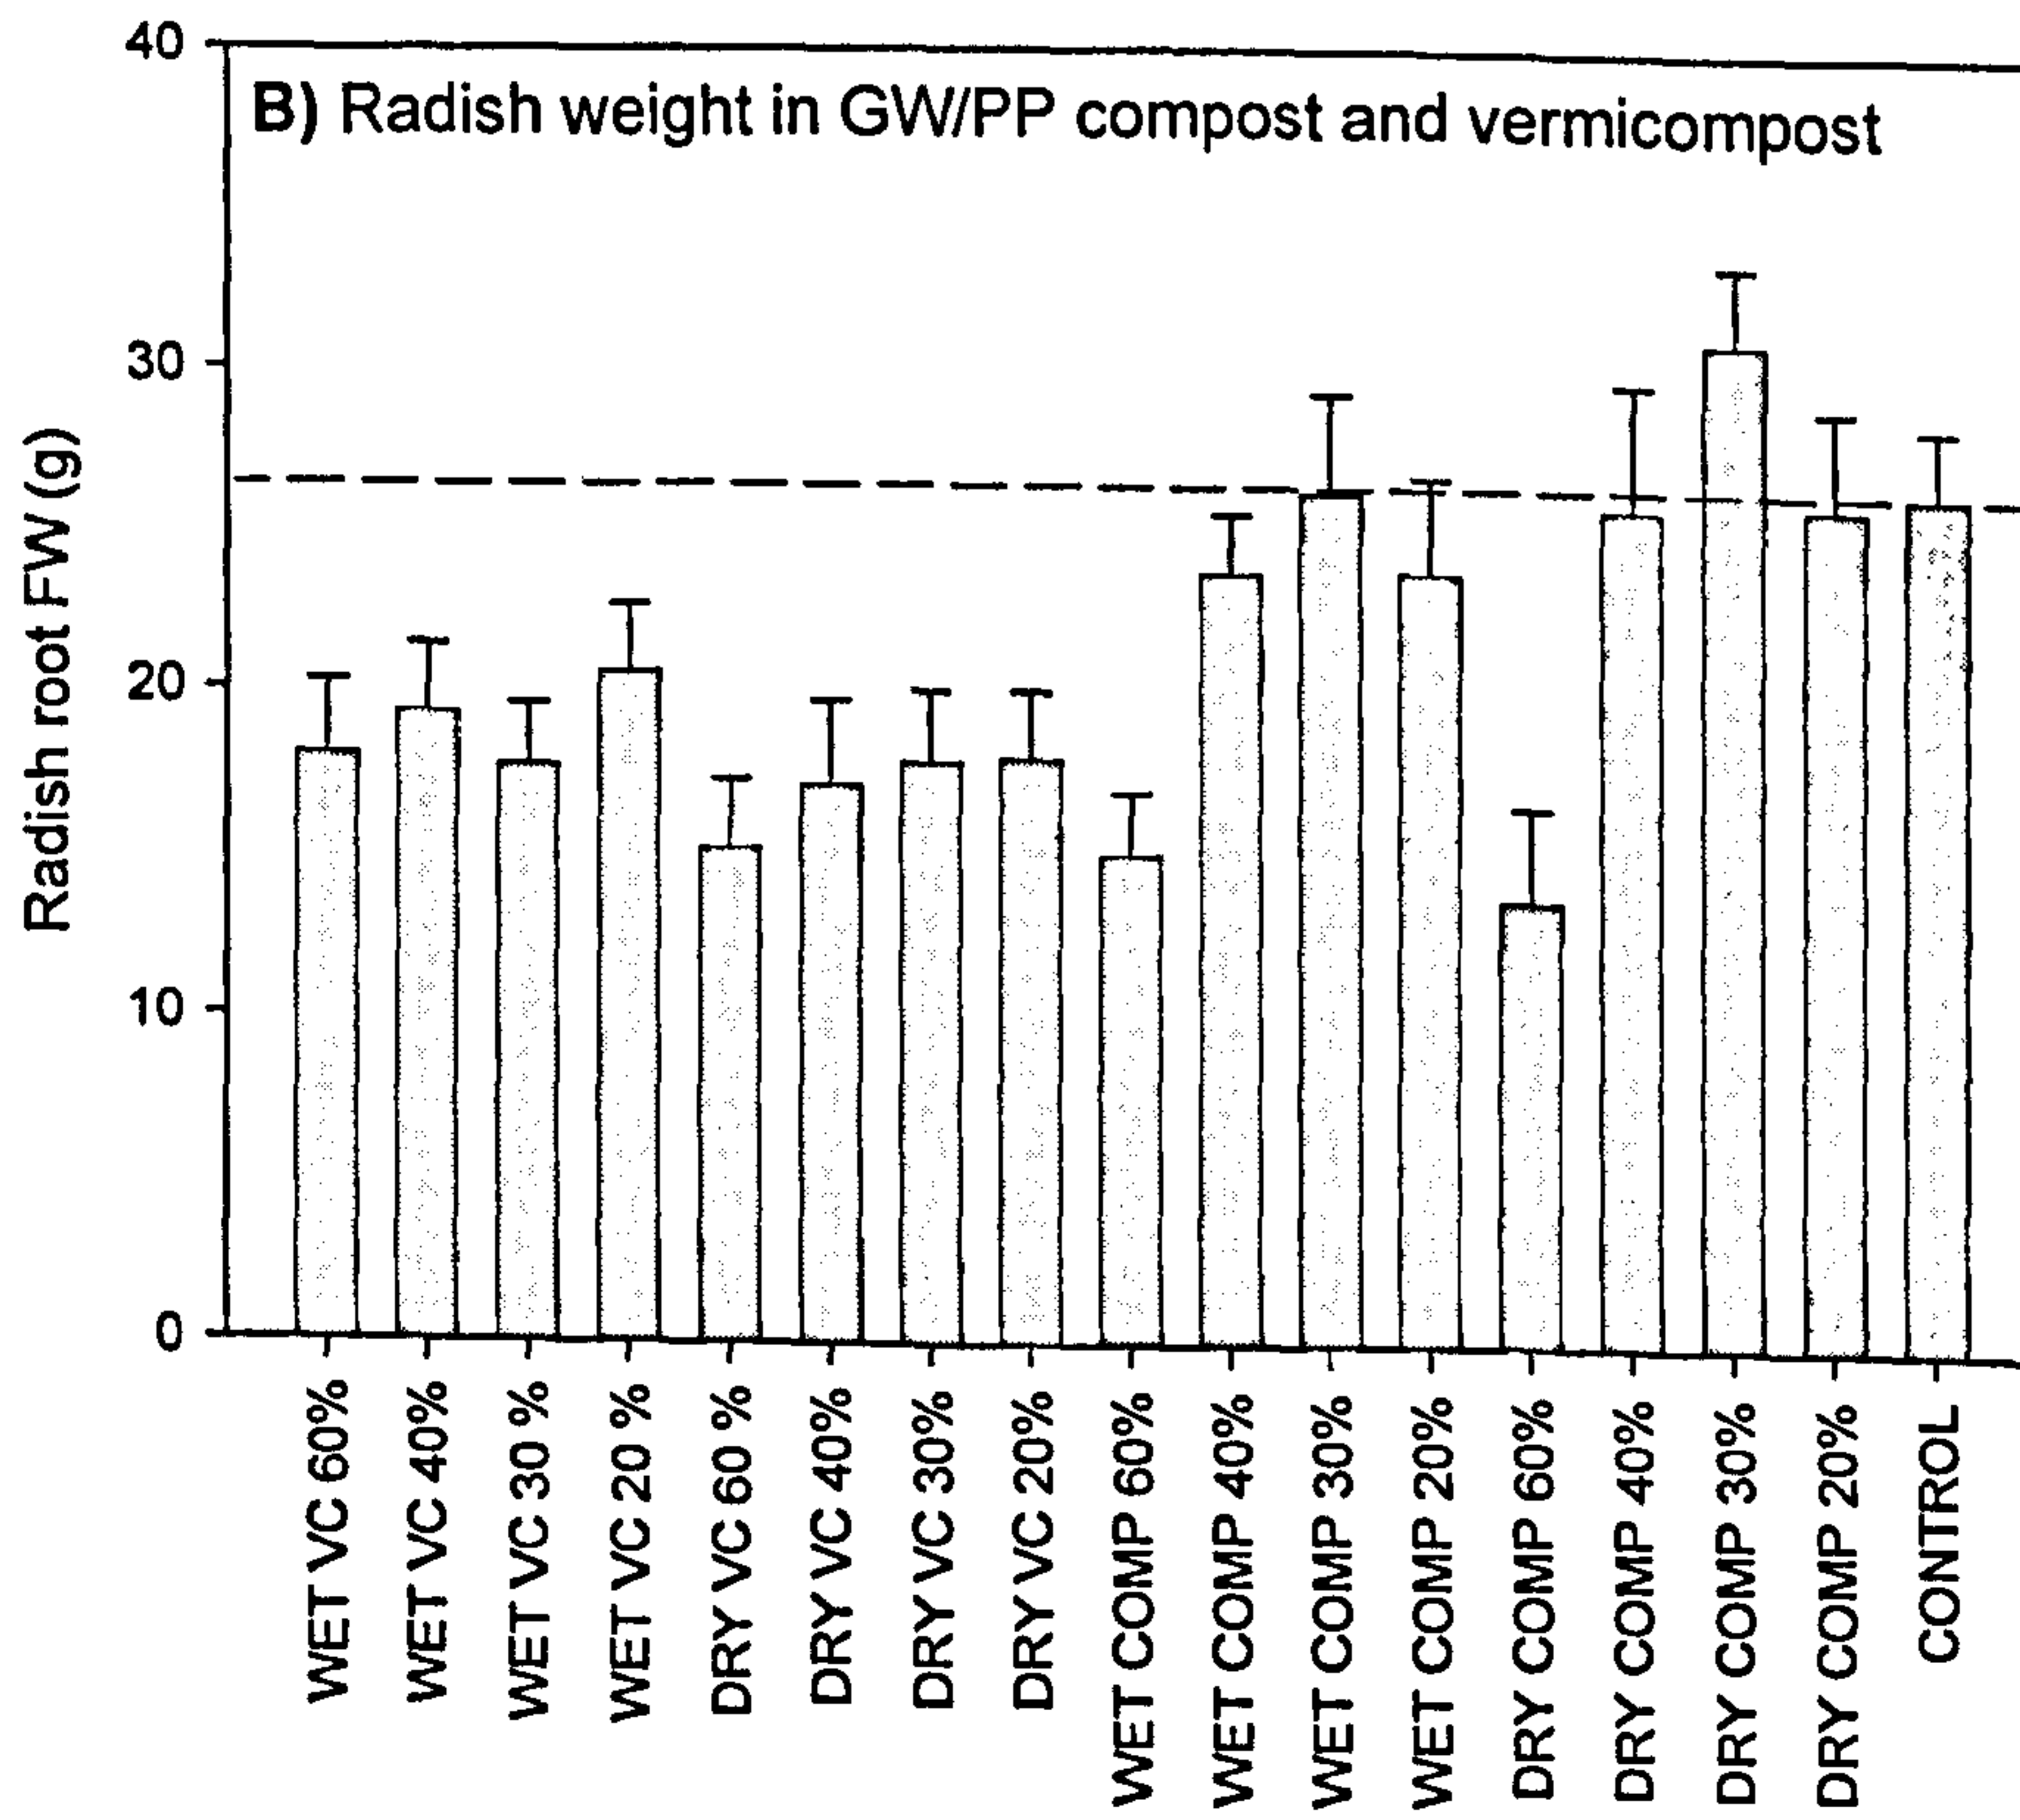 B) Radish weight in GW/PP compost and vermicompost
Radish root FW (g)
40
30
20
10
0
WET VC 60%
WET VC 40%
WET VC 30 %
WET VC 20 %
DRY VC 60 %
DRY VC 40%
DRY VC 30%
DRY VC 20%
WET COMP 60%
WET COMP 40%
WET COMP 30%
WET COMP 20%
DRY COMP 60%
DRY COMP 40%
DRY COMP 30%
DRY COMP 20%
CONTROL